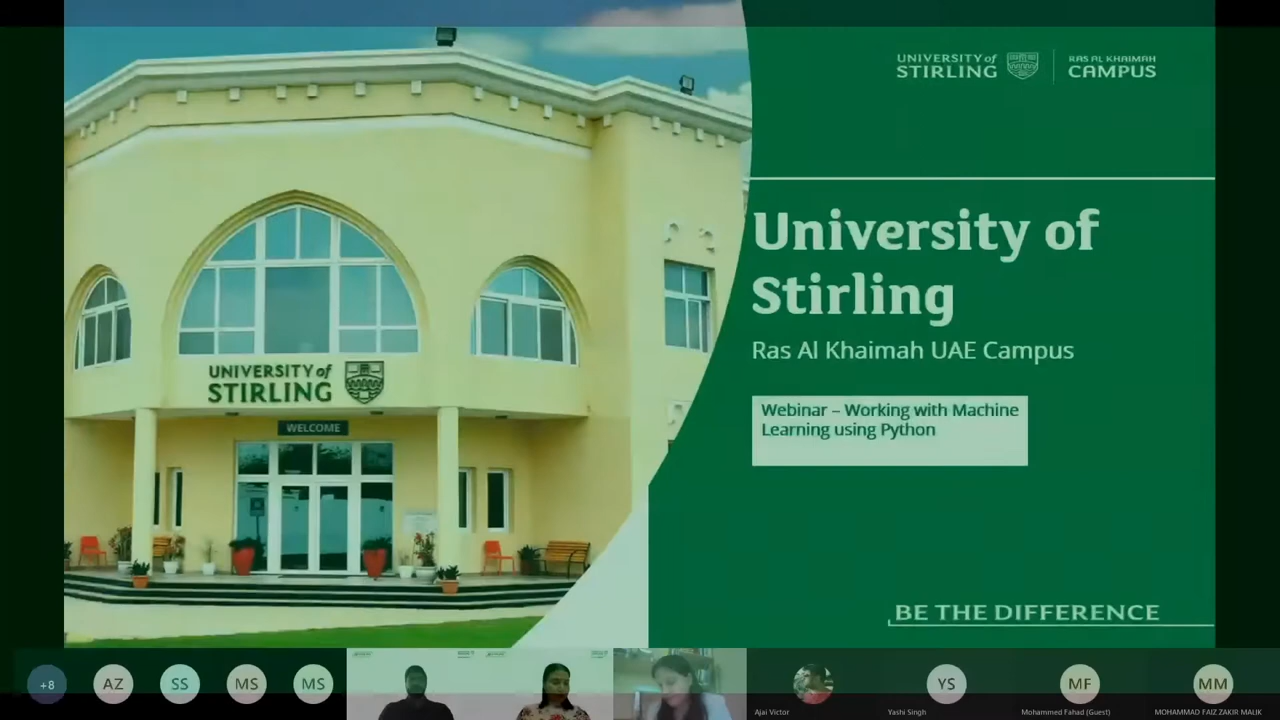 UNIVERSITY of
STIRLING
RAS AL KHAIMAH
CAMPUS
University of
Stirling
Ras Al Khaimah UAE Campus
Webinar – Working with Machine
Learning using Python
UNIVERSITY of
STIRLING
WELCOME
BE THE DIFFERENCE
+8
AZ
SS
MS
MS
Ajai Victor
YS
Yashi Singh
MF
Mohammed Fahad (Guest)
MM
MOHAMMAD FAIZ ZAKIR MALIK